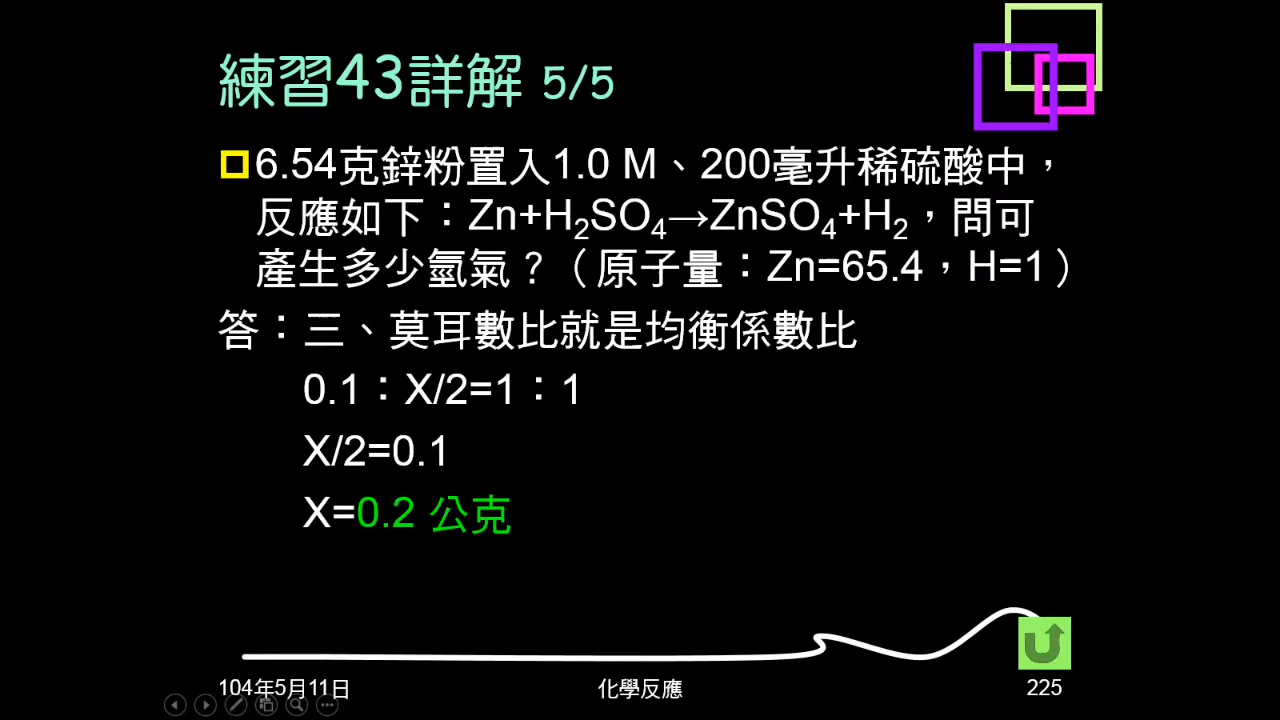 練習43詳解 5/5
6.54克鋅粉置入1.0 M、200毫升稀硫酸中，
反應如下：Zn+H₂SO₄→ZnSO₄+H₂，問可
產生多少氫氣？（原子量：Zn=65.4，H=1）
答：三、莫耳數比就是均衡係數比
0.1：X/2=1：1
X/2=0.1
X=0.2 公克
104年5月11日
化學反應
225